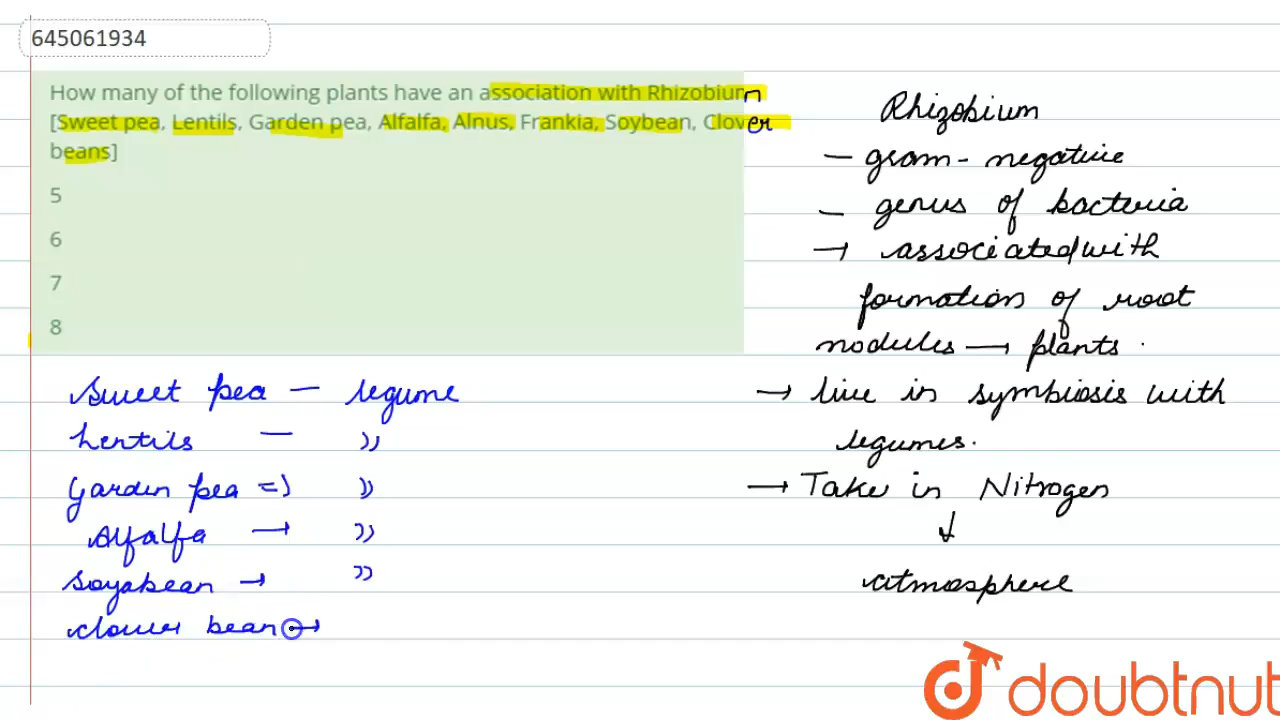 645061934
How many of the following plants have an association with Rhizobium
[Sweet pea, Lentils, Garden pea, Alfalfa, Alnus, Frankia, Soybean, Clover
beans]
5
6
7
8
Sweet pea — legume
Lentils — "
Garden pea => "
Alfalfa → "
Soyabean → "
clover bean →
Rhizobium
- gram-negative
- genus of bacteria
→ associated with
formation of root
nodules → plants.
→ live in symbiosis with
legumes.
→ Take in Nitrogen
↓
atmosphere
doubtnut